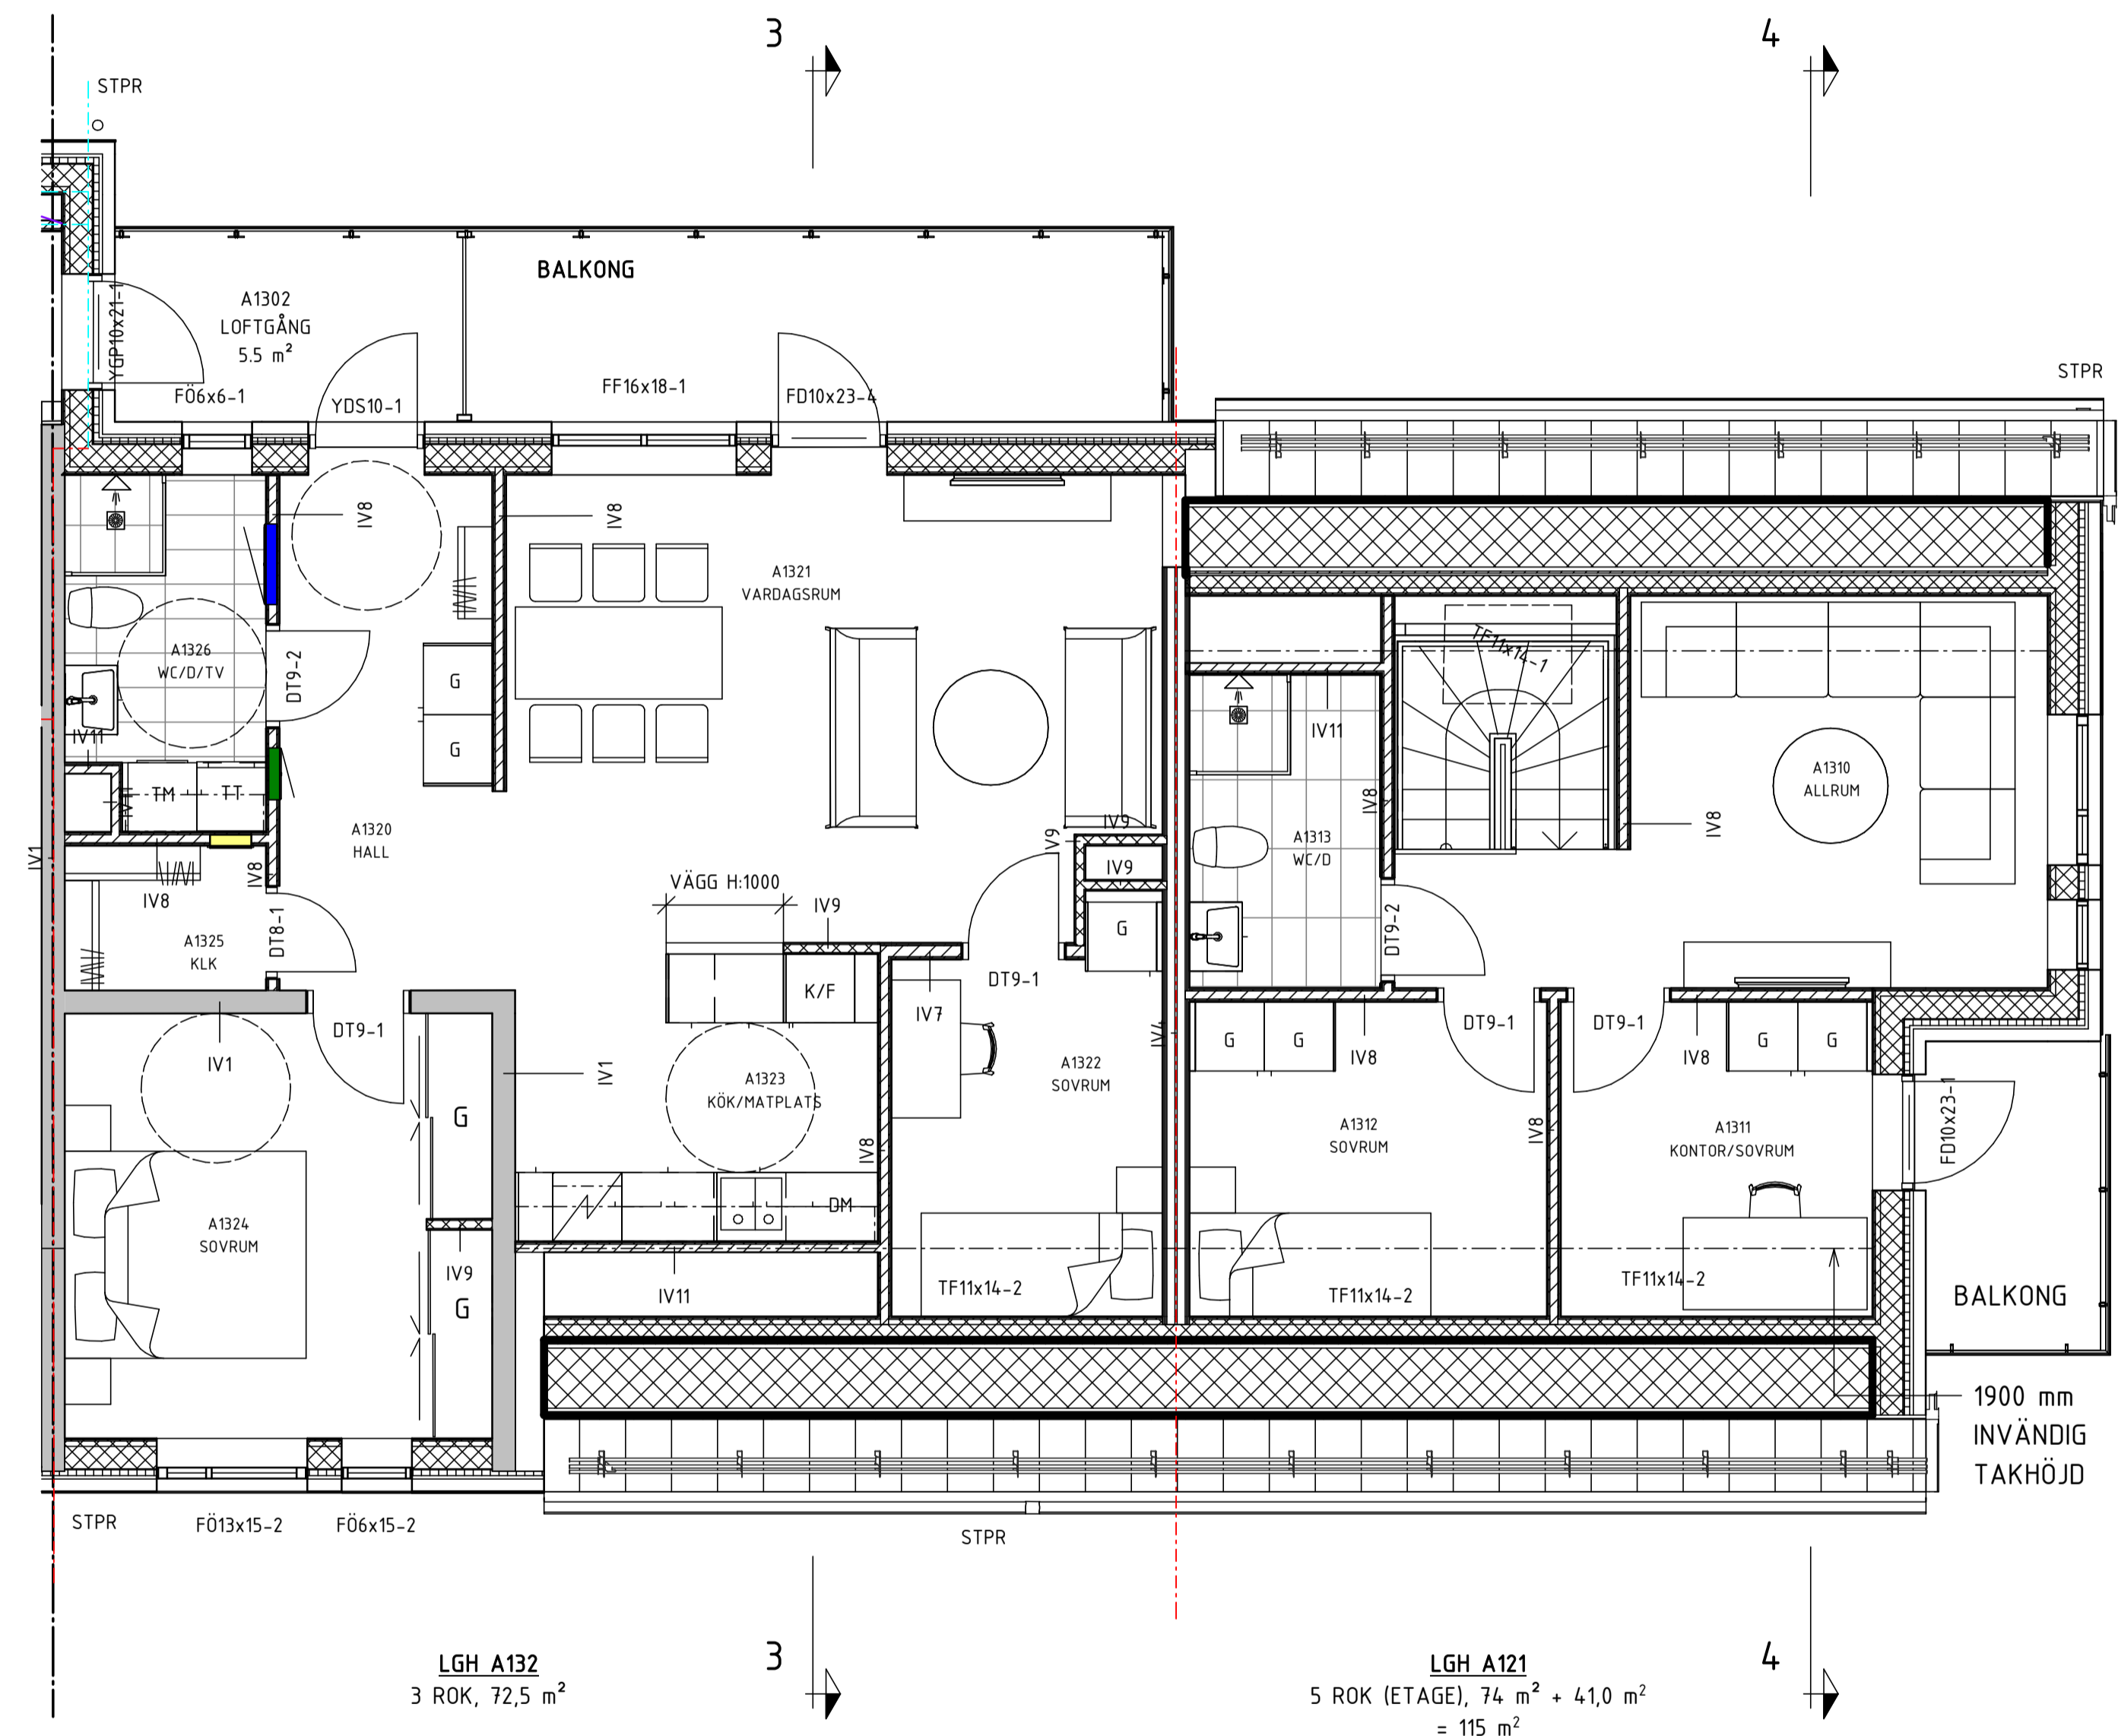 3
4
STPR
BALKONG
A1302
LOFTGÅNG
5.5 m²
YGP10x21-1
FÖ6x6-1
YDS10-1
FF16x18-1
FD10x23-4
STPR
IV8
IV8
A1321
VARDAGSRUM
A1326
WC/D/TV
DT9-2
G
G
IV11
TM
TT
IV11
TF11x14-1
IV11
A1310
ALLRUM
A1320
HALL
IV1
IV8
IV8
A1325
KLK
DT8-1
VÄGG H:1000
IV9
IV9
IV9
IV9
G
IV8
A1313
WC/D
IV8
DT9-2
K/F
DT9-1
IV7
DT9-1
IV1
IV1
A1323
KÖK/MATPLATS
A1322
SOVRUM
IV4
G
G
IV8
DT9-1
DT9-1
IV8
G
G
G
IV8
A1312
SOVRUM
IV8
A1311
KONTOR/SOVRUM
FD10x23-1
A1324
SOVRUM
DM
IV9
G
IV11
TF11x14-2
TF11x14-2
TF11x14-2
BALKONG
1900 mm
INVÄNDIG
TAKHÖJD
STPR
FÖ13x15-2
FÖ6x15-2
STPR
3
4
LGH A132
3 ROK, 72,5 m²
LGH A121
5 ROK (ETAGE), 74 m² + 41,0 m²
= 115 m²